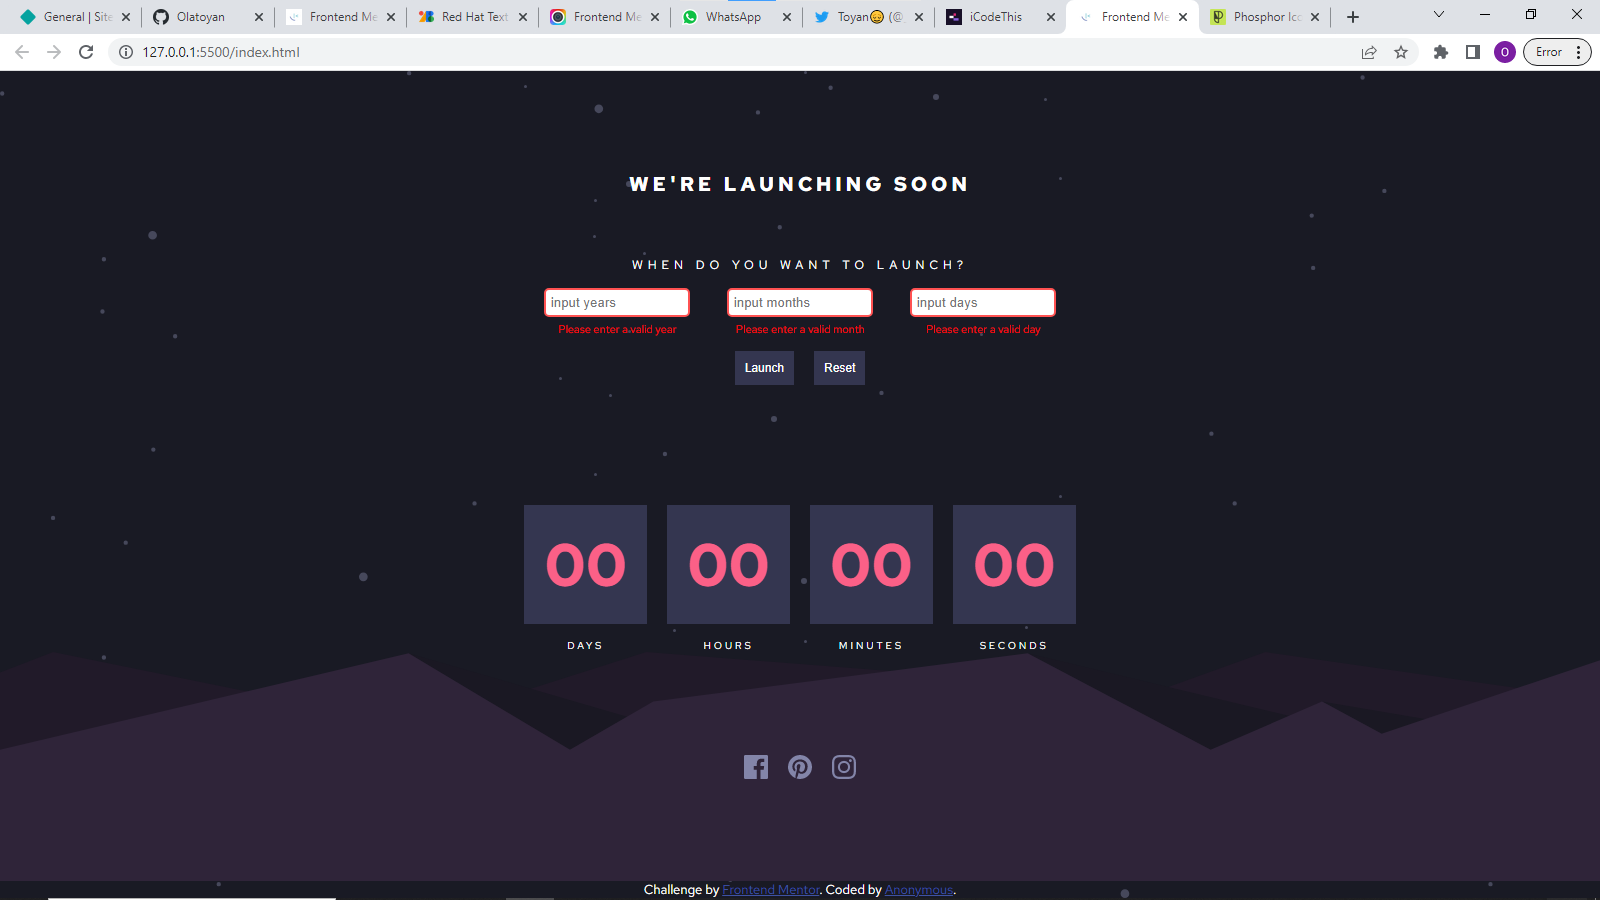 General | Site
Olatoyan
Frontend Me
Red Hat Text
Frontend Me
WhatsApp
Toyan😑 (@
iCodeThis
Frontend Me
Phosphor Ico
127.0.0.1:5500/index.html
O
Error
WE'RE LAUNCHING SOON
WHEN DO YOU WANT TO LAUNCH?
input years
input months
input days
Please enter a valid year
Please enter a valid month
Please enter a valid day
Launch
Reset
00
00
00
00
DAYS
HOURS
MINUTES
SECONDS
Challenge by Frontend Mentor. Coded by Anonymous.